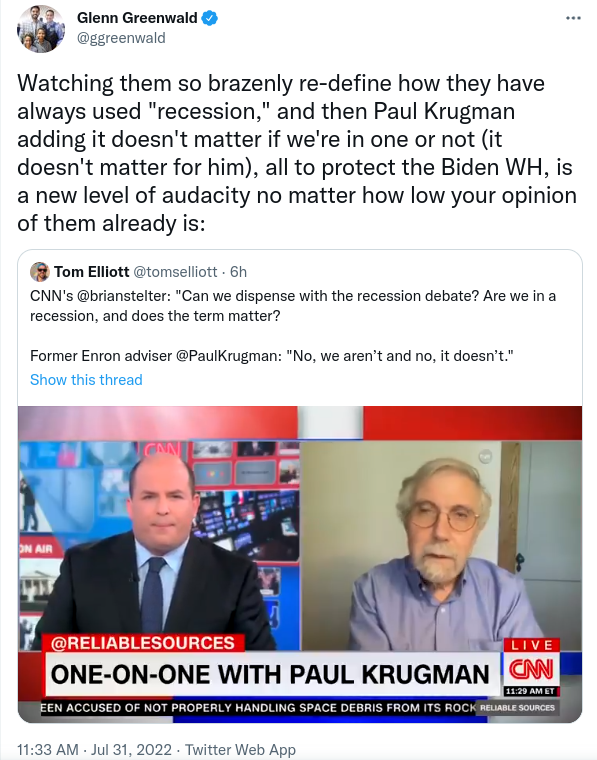 Glenn Greenwald
@ggreenwald
Watching them so brazenly re-define how they have
always used "recession," and then Paul Krugman
adding it doesn't matter if we're in one or not (it
doesn't matter for him), all to protect the Biden WH, is
a new level of audacity no matter how low your opinion
of them already is:
Tom Elliott @tomselliott · 6h
CNN's @brianstelter: "Can we dispense with the recession debate? Are we in a
recession, and does the term matter?
Former Enron adviser @PaulKrugman: "No, we aren’t and no, it doesn’t."
Show this thread
CNN
ON AIR
@RELIABLESOURCES
ONE-ON-ONE WITH PAUL KRUGMAN
LIVE
CNN
11:29 AM ET
EEN ACCUSED OF NOT PROPERLY HANDLING SPACE DEBRIS FROM ITS ROCK
RELIABLE SOURCES
11:33 AM · Jul 31, 2022 · Twitter Web App